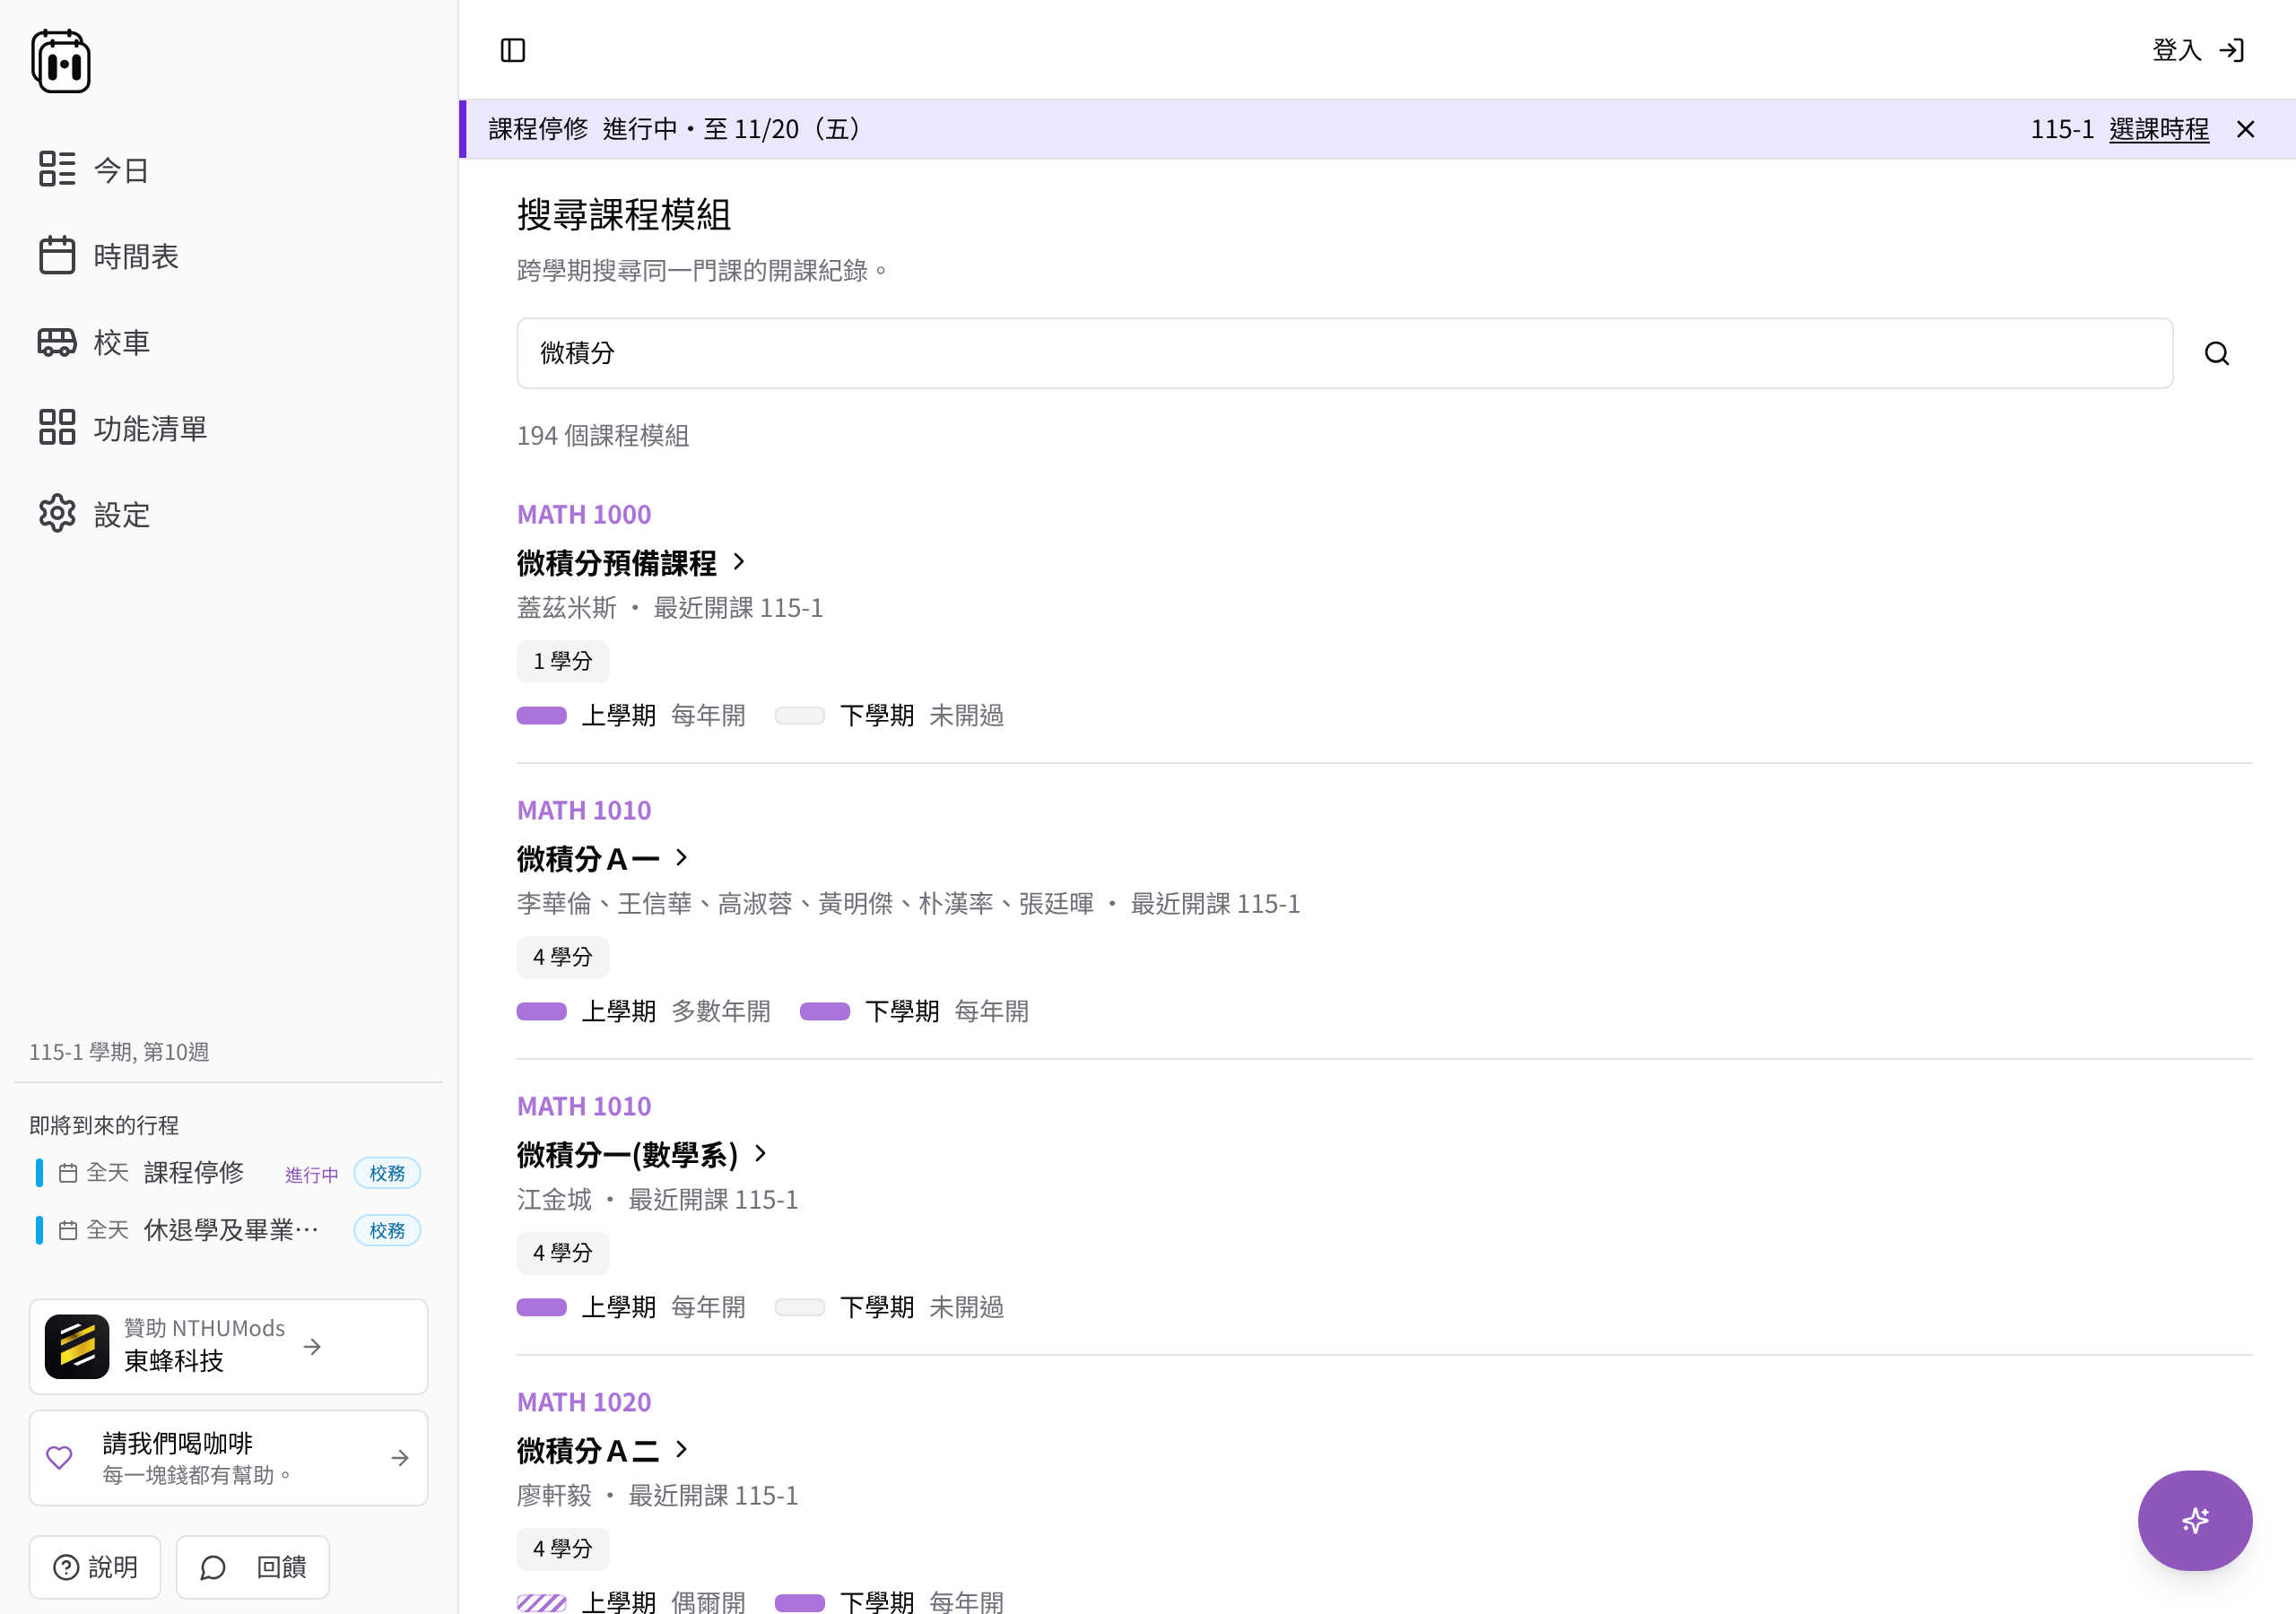 今日
時間表
校車
功能清單
設定
115-1 學期, 第10週
即將到來的行程
全天 課程停修 進行中 校務
全天 休退學及畢業⋯ 校務
贊助 NTHUMods
東蜂科技
請我們喝咖啡
每一塊錢都有幫助。
說明 回饋
登入
課程停修 進行中・至 11/20（五） 115-1 選課時程
搜尋課程模組
跨學期搜尋同一門課的開課紀錄。
微積分
194 個課程模組
MATH 1000
微積分預備課程
蓋茲米斯 ・ 最近開課 115-1
1 學分
上學期 每年開 下學期 未開過
MATH 1010
微積分Ａ一
李華倫、王信華、高淑蓉、黃明傑、朴漢率、張廷暉 ・ 最近開課 115-1
4 學分
上學期 多數年開 下學期 每年開
MATH 1010
微積分一(數學系)
江金城 ・ 最近開課 115-1
4 學分
上學期 每年開 下學期 未開過
MATH 1020
微積分Ａ二
廖軒毅 ・ 最近開課 115-1
4 學分
上學期 偶爾開 下學期 每年開